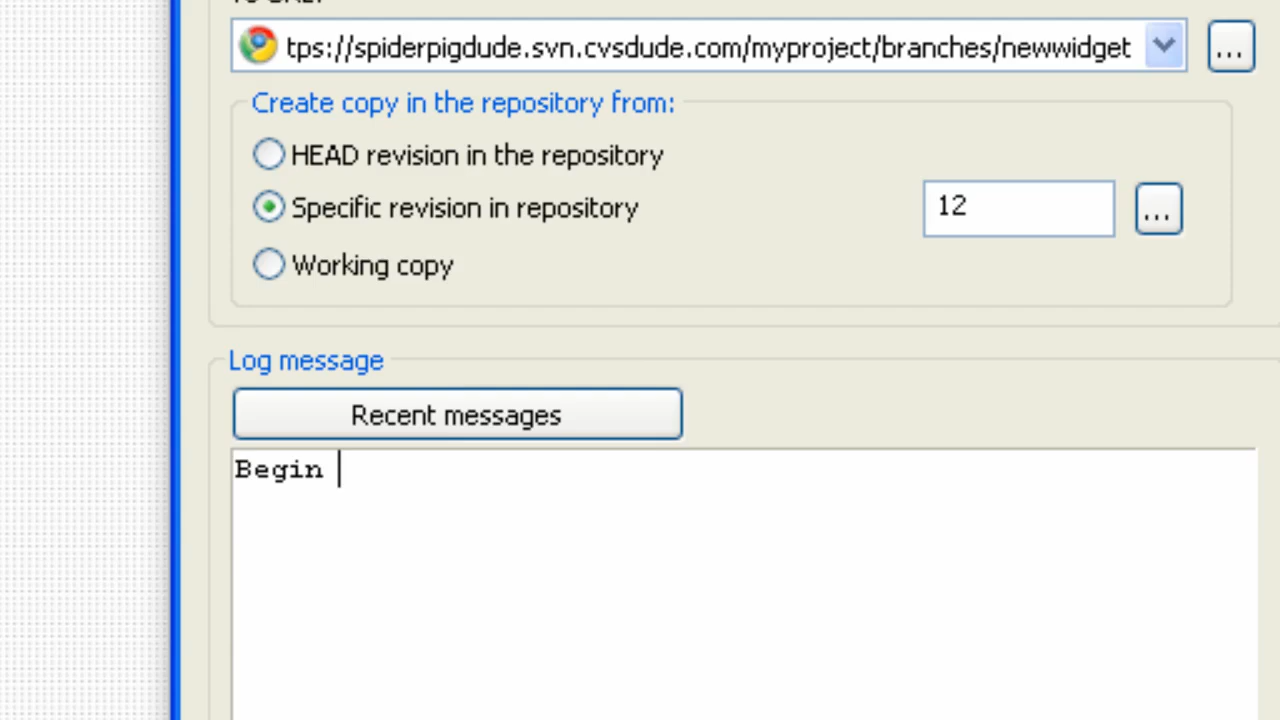 tps://spiderpigdude.svn.cvsdude.com/myproject/branches/newwidget
...
Create copy in the repository from:
HEAD revision in the repository
Specific revision in repository
12
...
Working copy
Log message
Recent messages
Begin